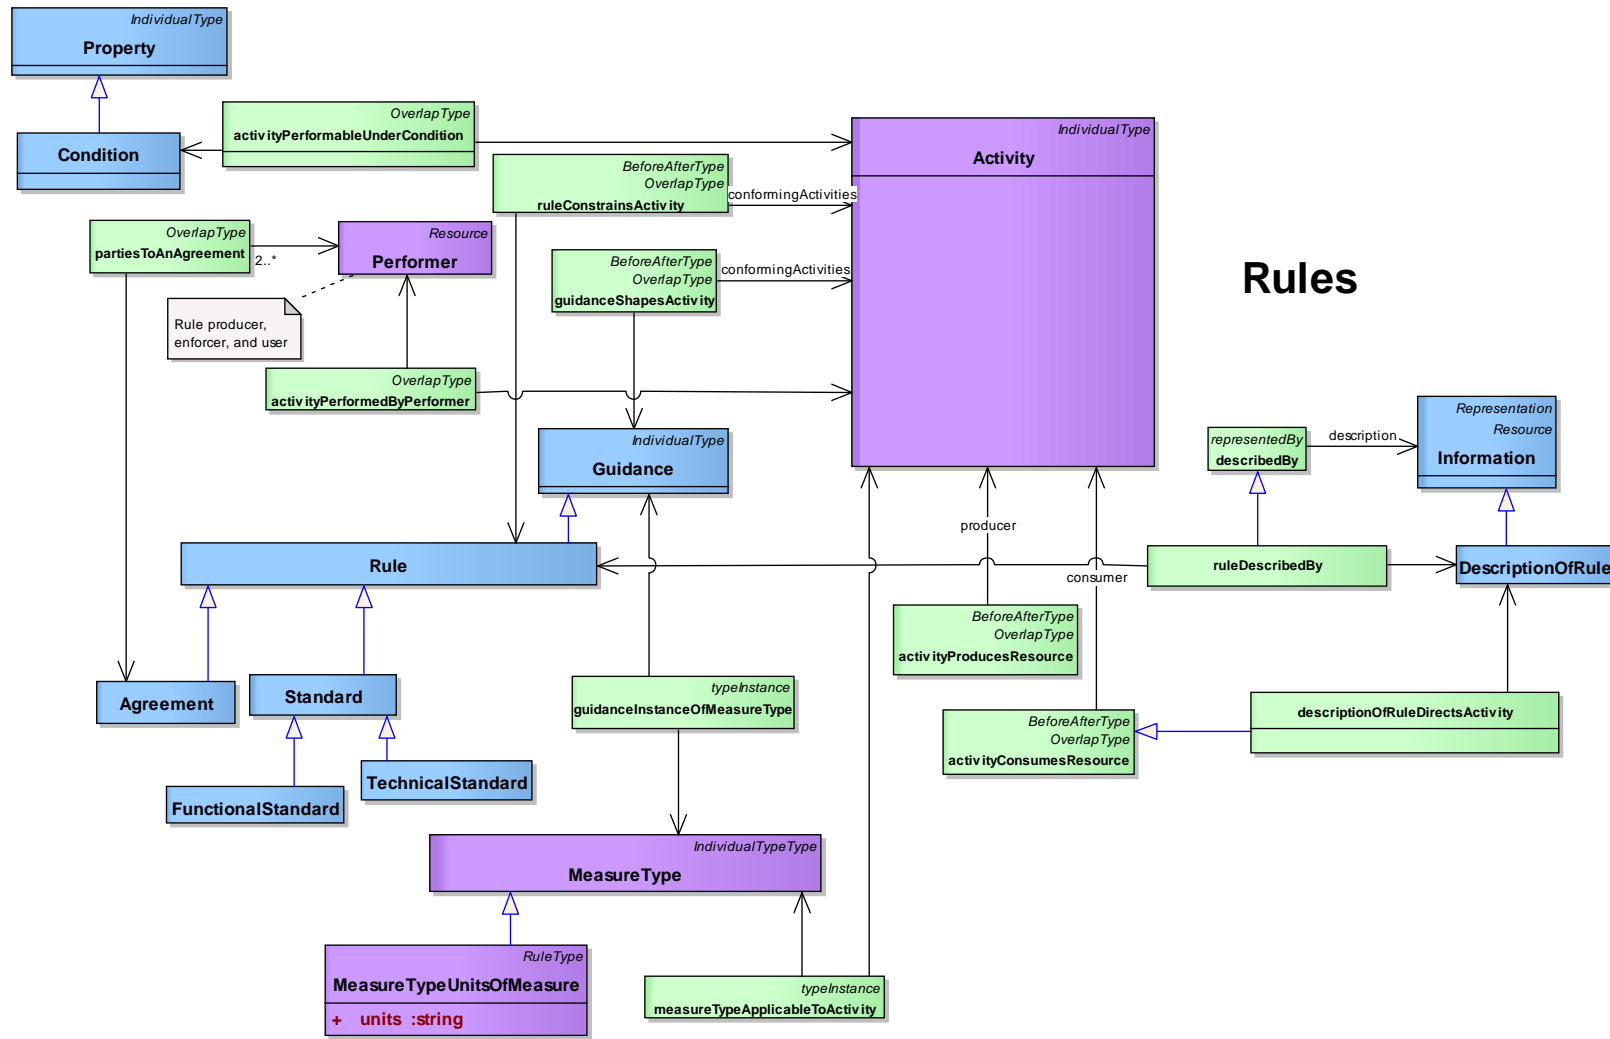 IndividualType
Property
OverlapType
activityPerformableUnderCondition
IndividualType
Activity
Condition
BeforeAfterType
OverlapType
ruleConstrainsActivity
conformingActivities
OverlapType
partiesToAnAgreement
2..*
Resource
Performer
BeforeAfterType
OverlapType
guidanceShapesActivity
conformingActivities
Rules
Rule producer,
enforcer, and user
OverlapType
activityPerformedByPerformer
IndividualType
Guidance
representedBy
describedBy
description
Representation
Resource
Information
producer
Rule
consumer
ruleDescribedBy
DescriptionOfRule
BeforeAfterType
OverlapType
activityProducesResource
Agreement
Standard
typeInstance
guidanceInstanceOfMeasureType
BeforeAfterType
OverlapType
activityConsumesResource
descriptionOfRuleDirectsActivity
FunctionalStandard
TechnicalStandard
IndividualTypeType
MeasureType
RuleType
MeasureTypeUnitsOfMeasure
+ units :string
typeInstance
measureTypeApplicableToActivity